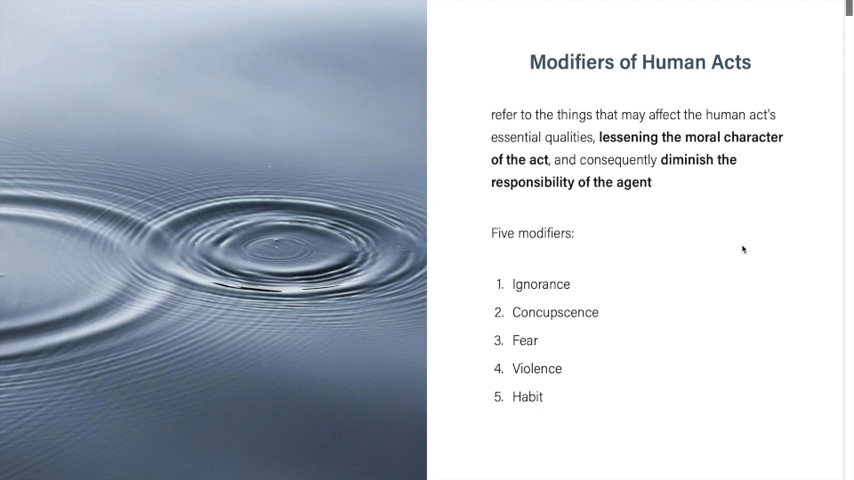 Modifiers of Human Acts
refer to the things that may affect the human act's
essential qualities, lessening the moral character
of the act, and consequently diminish the
responsibility of the agent
Five modifiers:
1. Ignorance
2. Concupscence
3. Fear
4. Violence
5. Habit